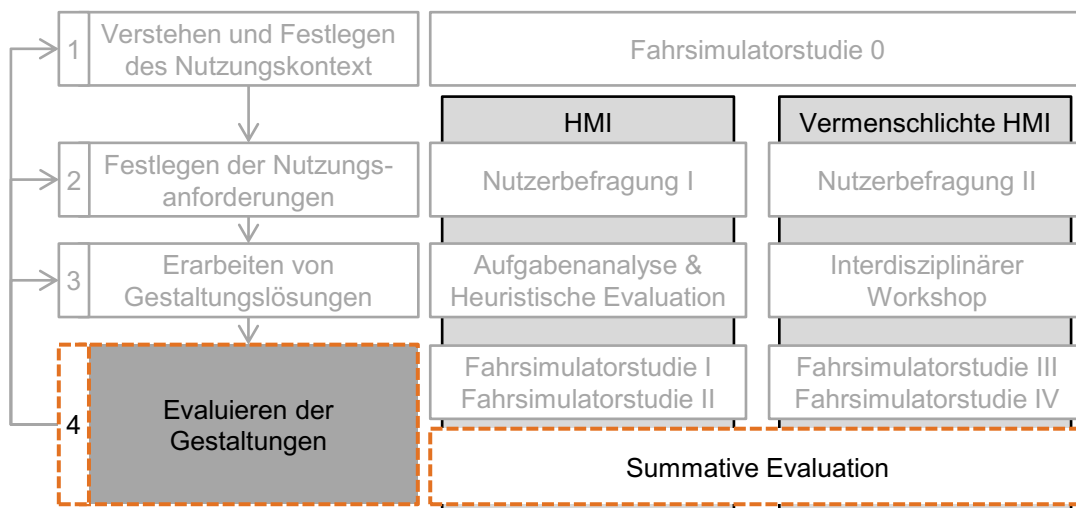 1
Verstehen und Festlegen
des Nutzungskontext
Fahrsimulatorstudie 0
HMI
Vermenschlichte HMI
2
Festlegen der Nutzungs-
anforderungen
Nutzerbefragung I
Nutzerbefragung II
3
Erarbeiten von
Gestaltungslösungen
Aufgabenanalyse &
Heuristische Evaluation
Interdisziplinärer
Workshop
4
Evaluieren der
Gestaltungen
Fahrsimulatorstudie I
Fahrsimulatorstudie II
Fahrsimulatorstudie III
Fahrsimulatorstudie IV
Summative Evaluation